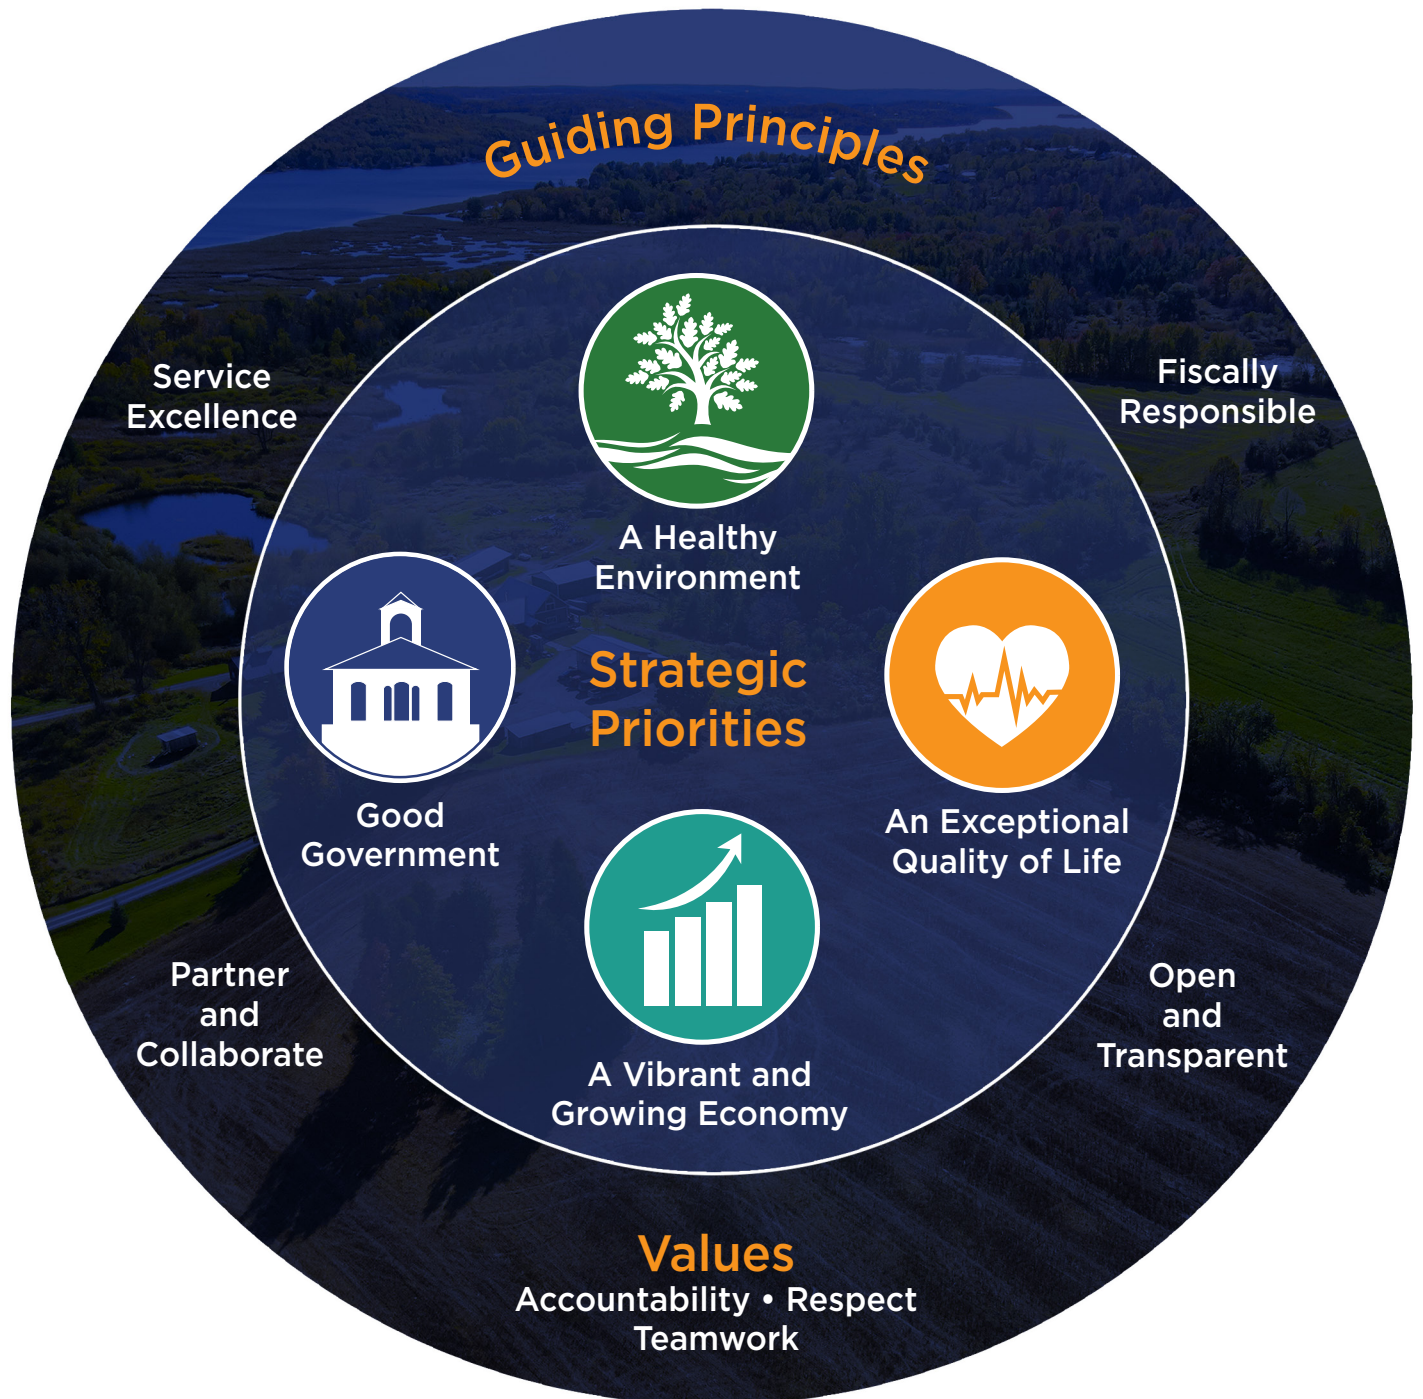 Guiding Principles
Service
Excellence
Fiscally
Responsible
A Healthy
Environment
Strategic
Priorities
Good
Government
An Exceptional
Quality of Life
Partner
and
Collaborate
Open
and
Transparent
A Vibrant and
Growing Economy
Values
Accountability • Respect
Teamwork